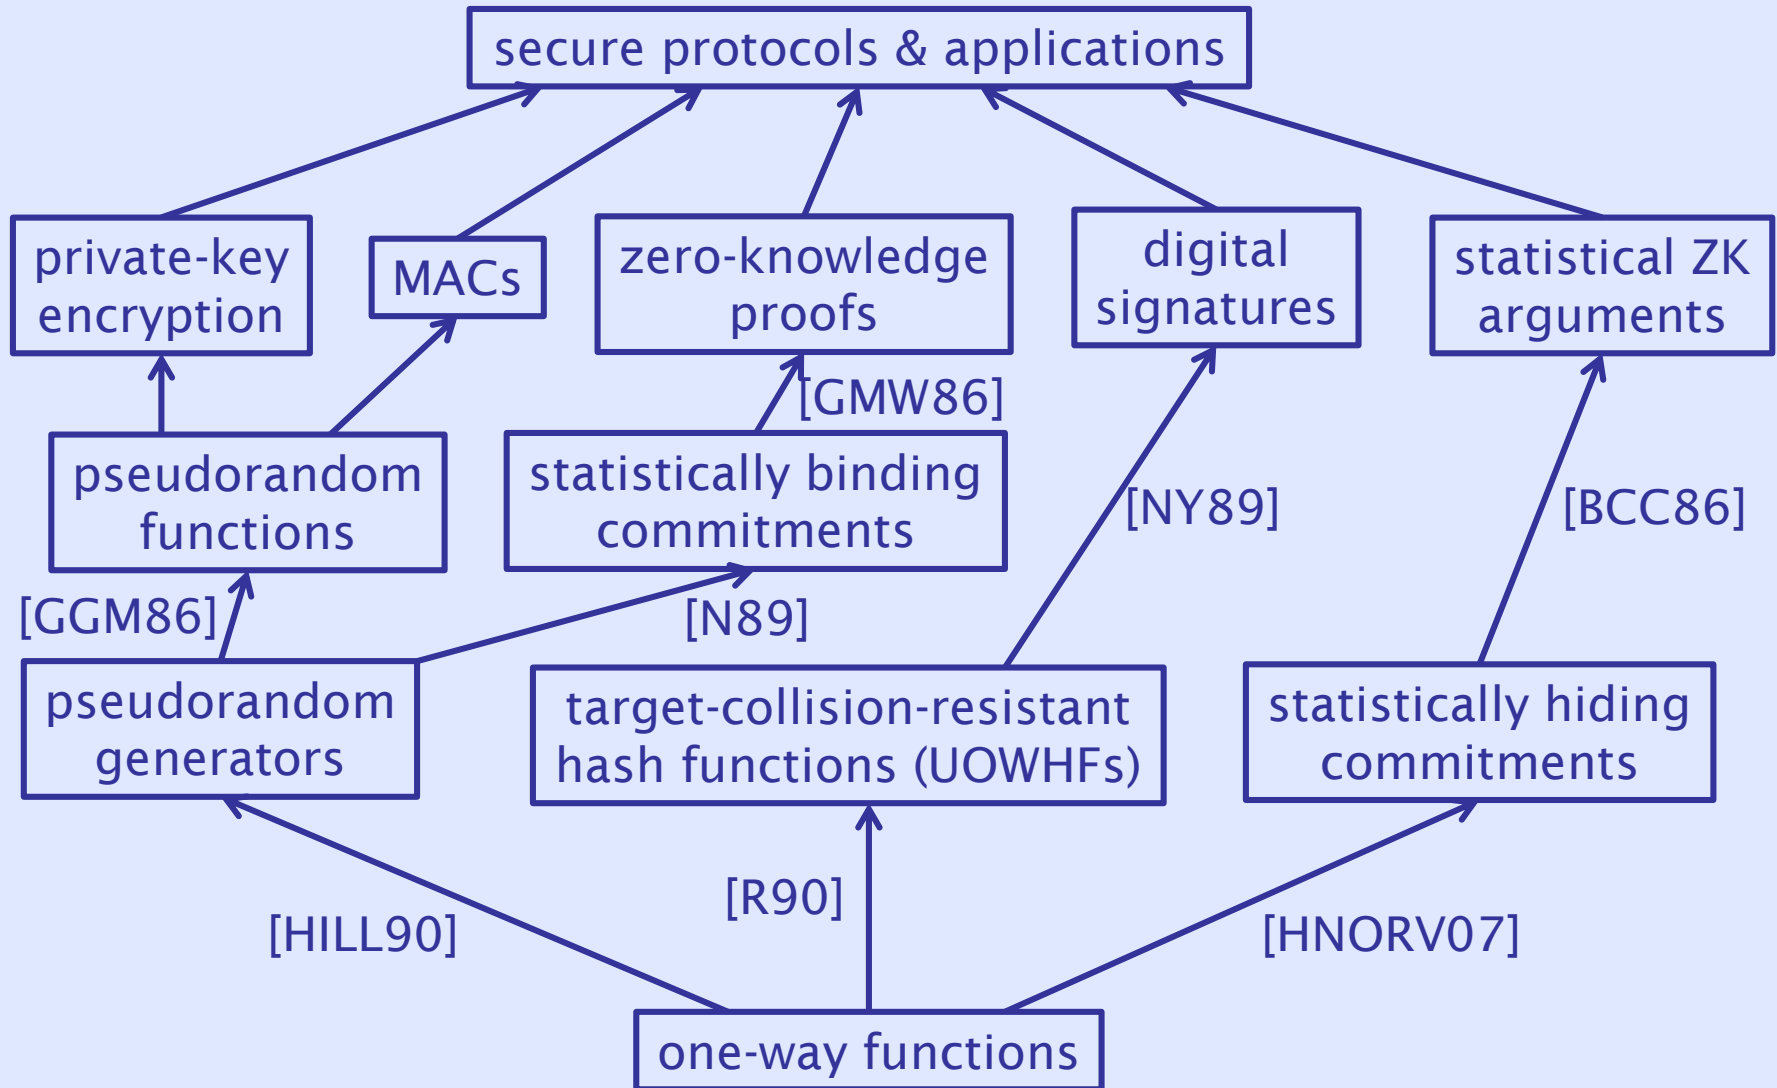 secure protocols & applications
private-key
encryption
MACs
zero-knowledge
proofs
digital
signatures
statistical ZK
arguments
[GMW86]
pseudorandom
functions
statistically binding
commitments
[NY89]
[BCC86]
[GGM86]
[N89]
pseudorandom
generators
target-collision-resistant
hash functions (UOWHFs)
statistically hiding
commitments
[HILL90]
[R90]
[HNORV07]
one-way functions